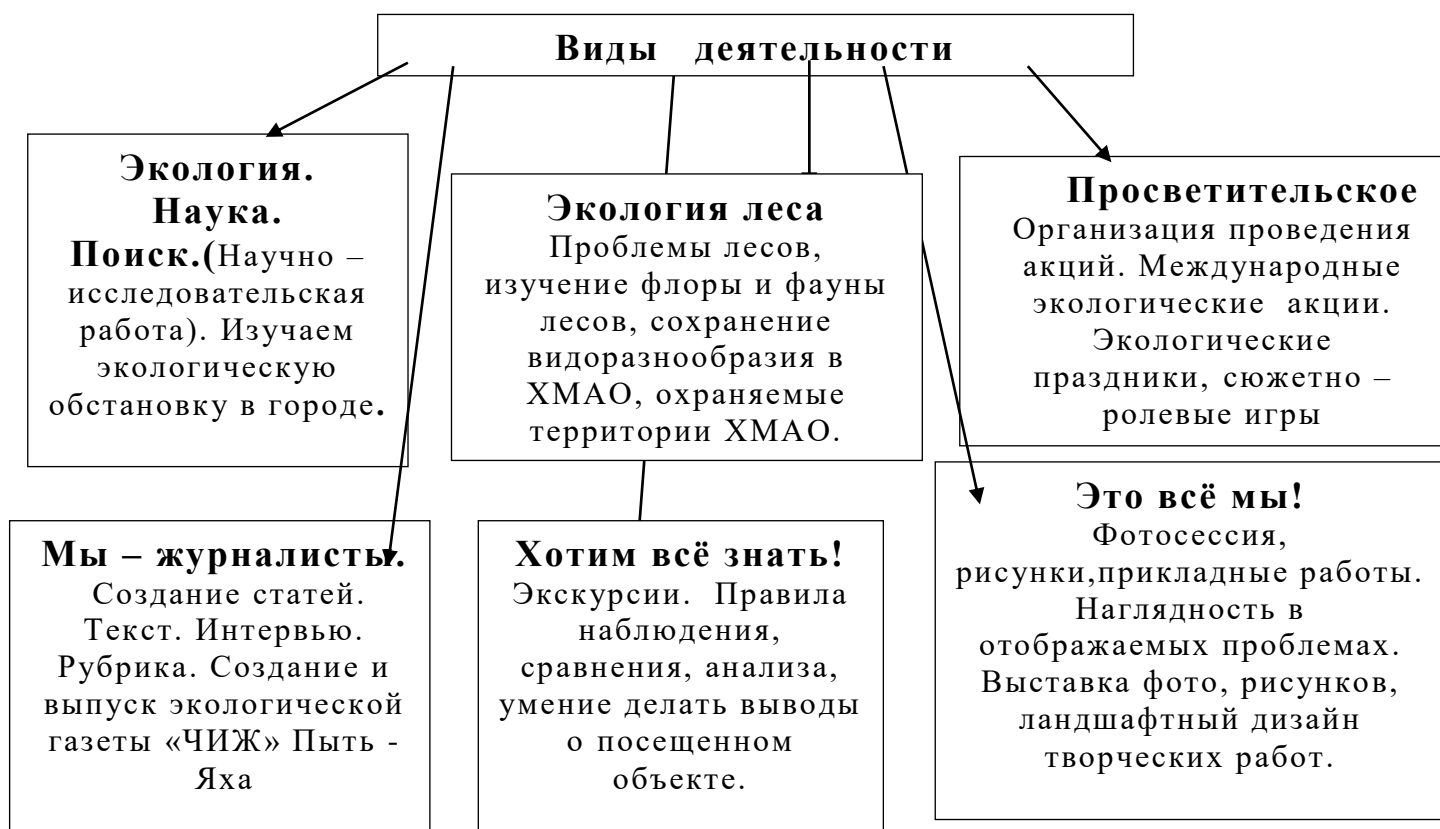 Виды деятельности
Экология.
Наука.
Поиск.(Научно –
исследовательская
работа). Изучаем
экологическую
обстановку в городе.
Экология леса
Проблемы лесов,
изучение флоры и фауны
лесов, сохранение
видоразнообразия в
ХМАО, охраняемые
территории ХМАО.
Просветительское
Организация проведения
акций. Международные
экологические акции.
Экологические
праздники, сюжетно –
ролевые игры
Мы – журналисты.
Создание статей.
Текст. Интервью.
Рубрика. Создание и
выпуск экологической
газеты «ЧИЖ» Пыть -
Яха
Хотим всё знать!
Экскурсии. Правила
наблюдения,
сравнения, анализа,
умение делать выводы
о посещенном
объекте.
Это всё мы!
Фотосессия,
рисунки,прикладные работы.
Наглядность в
отображаемых проблемах.
Выставка фото, рисунков,
ландшафтный дизайн
творческих работ.